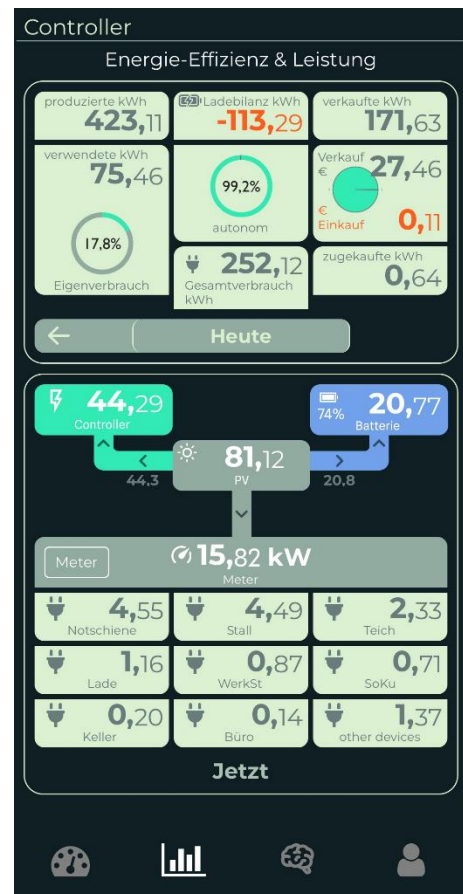 Controller
Energie-Effizienz & Leistung
produzierte kWh
423,11
Ladebilanz kWh
-113,29
verkaufte kWh
171,63
verwendete kWh
75,46
17,8%
Eigenverbrauch
99,2%
autonom
Verkauf
€
27,46
€
Einkauf
0,11
252,12
Gesamtverbrauch
kWh
zugekaufte kWh
0,64
Heute
44,29
Controller
74%
20,77
Batterie
81,12
PV
44.3
20.8
Meter
15,82 kW
Meter
4,55
Notschiene
4,49
Stall
2,33
Teich
1,16
Lade
0,87
WerkSt
0,71
SoKu
0,20
Keller
0,14
Büro
1,37
other devices
Jetzt